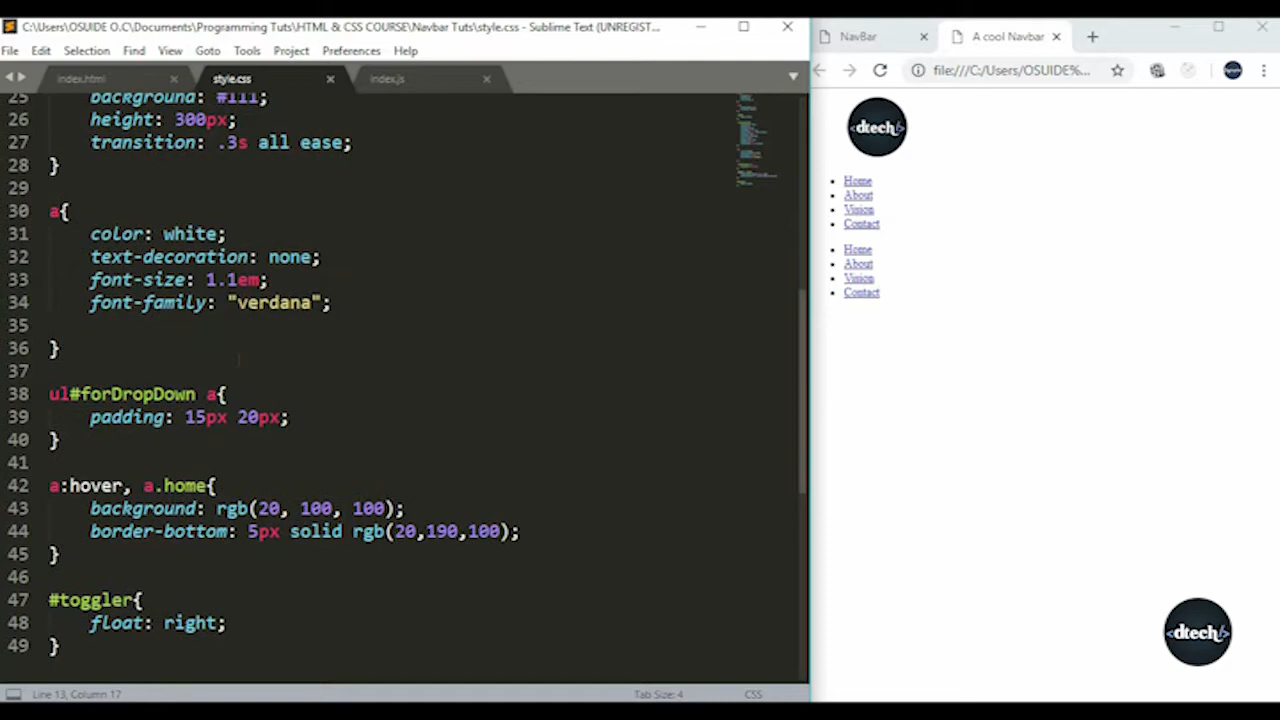 C:\Users\OSUIDE O.C\Documents\Programming Tuts\HTML & CSS COURSE\Navbar Tuts\style.css - Sublime Text (UNREGIST...
File Edit Selection Find View Goto Tools Project Preferences Help
index.html style.css index.js
25 background: #111;
26 height: 300px;
27 transition: .3s all ease;
28 }
29
30 a{
31 color: white;
32 text-decoration: none;
33 font-size: 1.1em;
34 font-family: "verdana";
35
36 }
37
38 ul#forDropDown a{
39 padding: 15px 20px;
40 }
41
42 a:hover, a.home{
43 background: rgb(20, 100, 100);
44 border-bottom: 5px solid rgb(20,190,100);
45 }
46
47 #toggler{
48 float: right;
49 }
Line 13, Column 17 Tab Size: 4 CSS
NavBar A cool Navbar
file:///C:/Users/OSUIDE%...
<dtech/>
Home
About
Vision
Contact
Home
About
Vision
Contact
<dtech/>